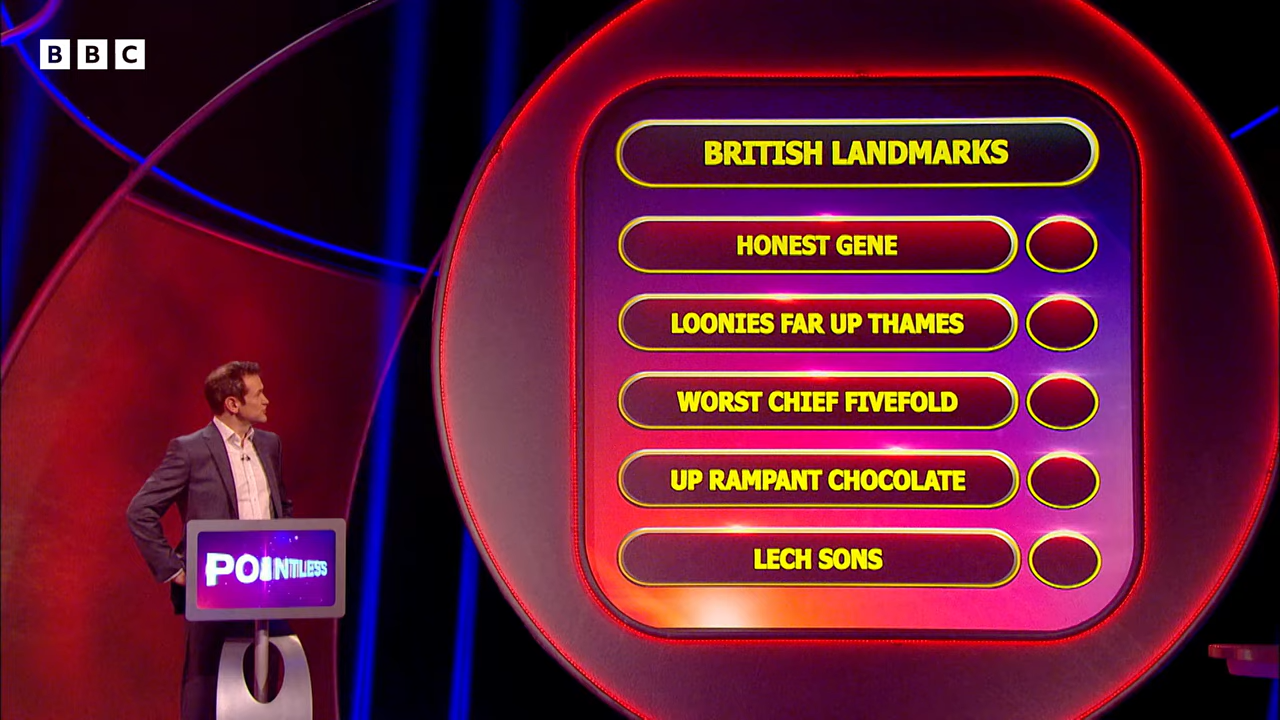 BBC
BRITISH LANDMARKS
HONEST GENE
LOONIES FAR UP THAMES
WORST CHIEF FIVEFOLD
UP RAMPANT CHOCOLATE
LECH SONS
POINTLESS